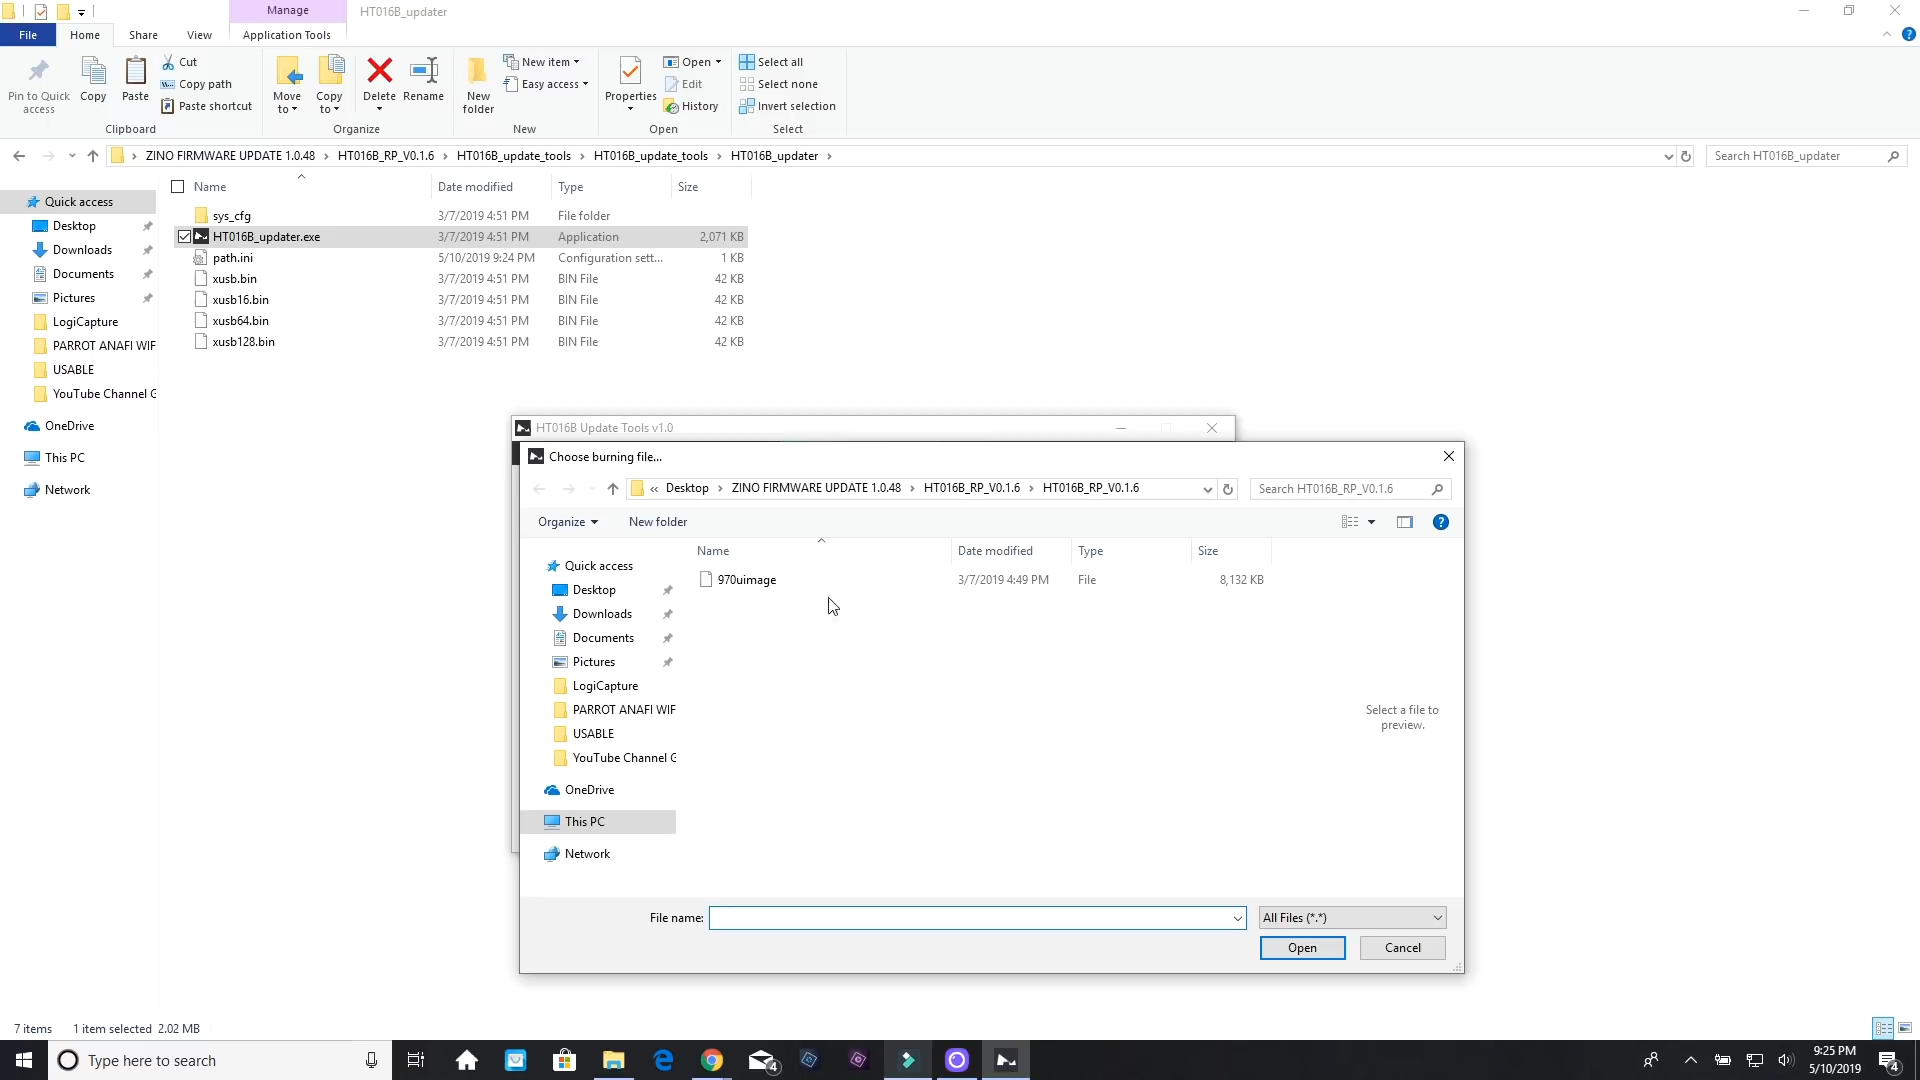 Manage HT016B_updater
File Home Share View Application Tools
Pin to Quick access
Copy
Paste
Cut
Copy path
Paste shortcut
Clipboard
Move to
Copy to
Delete
Rename
Organize
New folder
New item
Easy access
New
Properties
Open
Edit
History
Open
Select all
Select none
Invert selection
Select
ZINO FIRMWARE UPDATE 1.0.48 › HT016B_RP_V0.1.6 › HT016B_update_tools › HT016B_update_tools › HT016B_updater ›
Search HT016B_updater
Quick access
Desktop
Downloads
Documents
Pictures
LogiCapture
PARROT ANAFI WIF
USABLE
YouTube Channel G
OneDrive
This PC
Network
Name Date modified Type Size
sys_cfg 3/7/2019 4:51 PM File folder
HT016B_updater.exe 3/7/2019 4:51 PM Application 2,071 KB
path.ini 5/10/2019 9:24 PM Configuration sett... 1 KB
xusb.bin 3/7/2019 4:51 PM BIN File 42 KB
xusb16.bin 3/7/2019 4:51 PM BIN File 42 KB
xusb64.bin 3/7/2019 4:51 PM BIN File 42 KB
xusb128.bin 3/7/2019 4:51 PM BIN File 42 KB
HT016B Update Tools v1.0
Choose burning file...
« Desktop › ZINO FIRMWARE UPDATE 1.0.48 › HT016B_RP_V0.1.6 › HT016B_RP_V0.1.6
Search HT016B_RP_V0.1.6
Organize New folder
Quick access
Desktop
Downloads
Documents
Pictures
LogiCapture
PARROT ANAFI WIF
USABLE
YouTube Channel G
OneDrive
This PC
Network
Name Date modified Type Size
970uimage 3/7/2019 4:49 PM File 8,132 KB
Select a file to
preview.
File name: All Files (*.*)
Open Cancel
7 items 1 item selected 2.02 MB
Type here to search
4
9:25 PM
5/10/2019
4